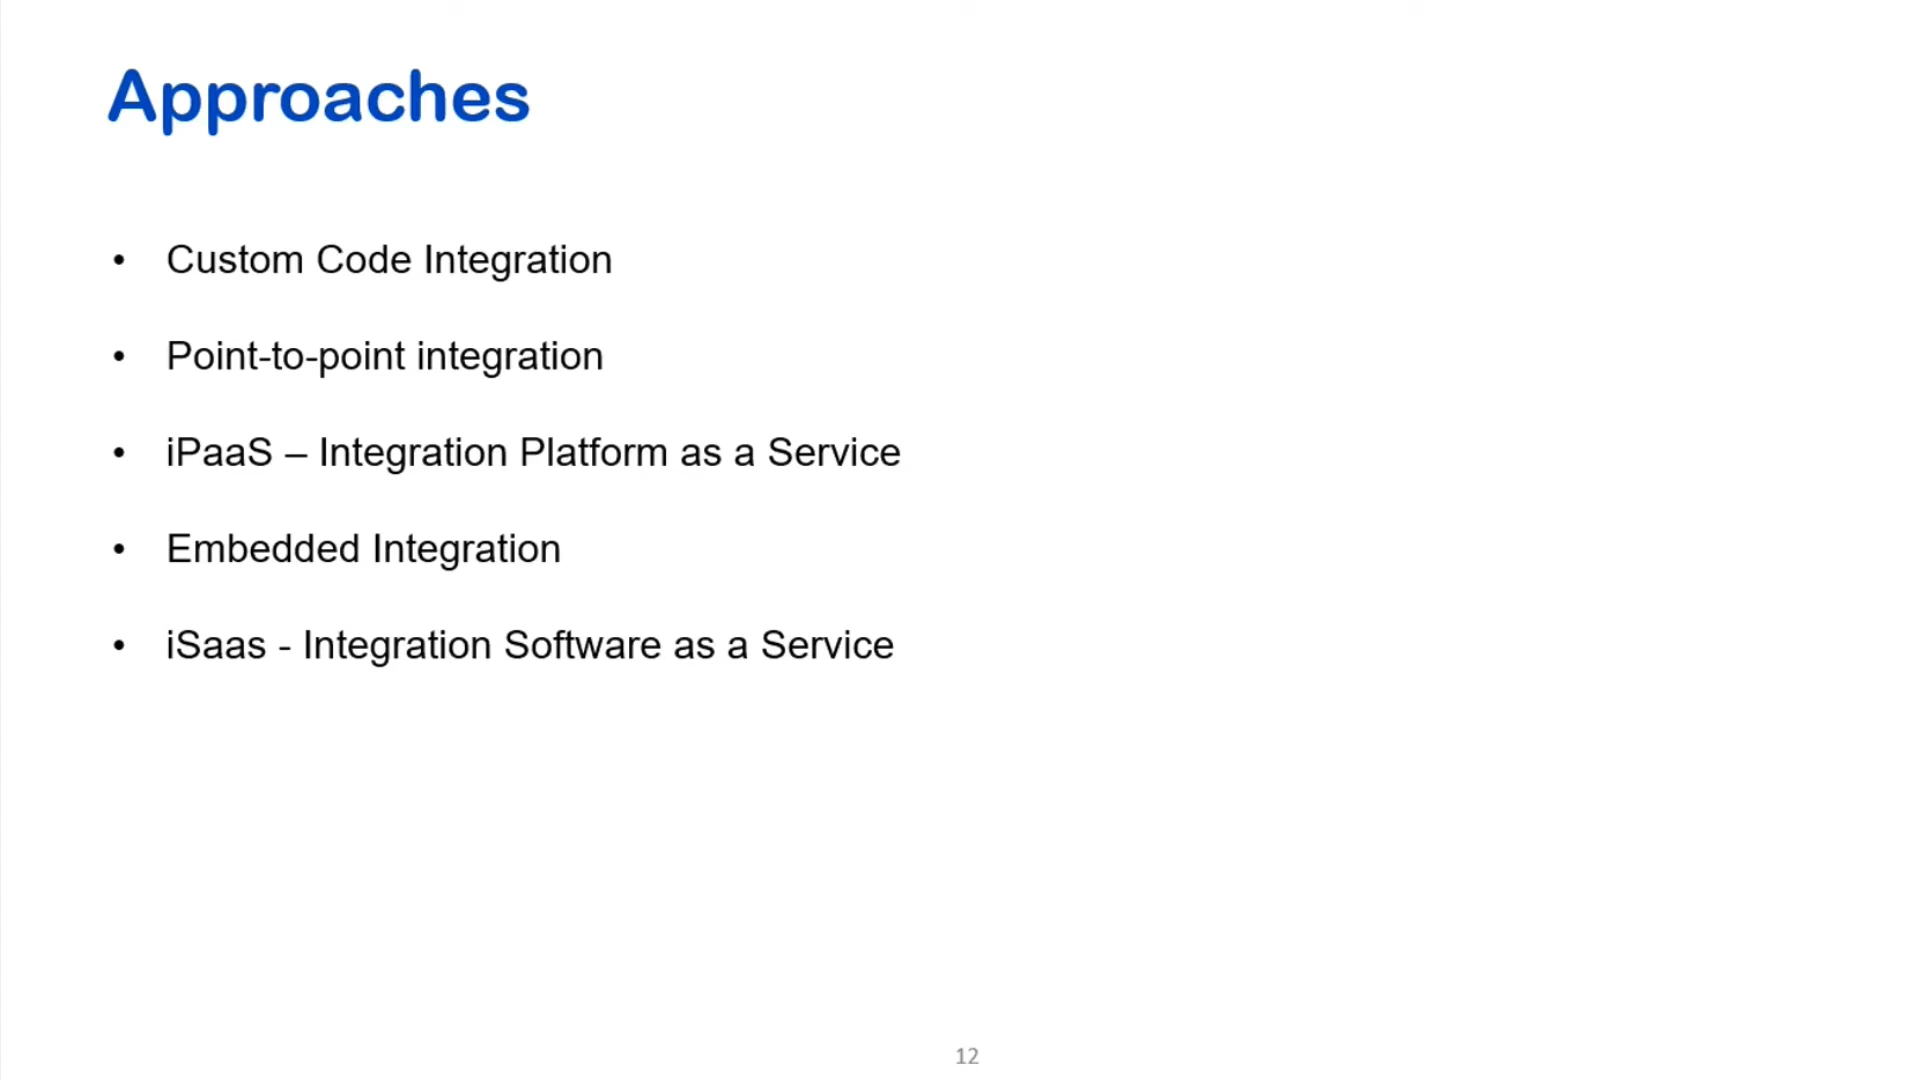 Approaches
• Custom Code Integration
• Point-to-point integration
• iPaaS – Integration Platform as a Service
• Embedded Integration
• iSaas - Integration Software as a Service
12